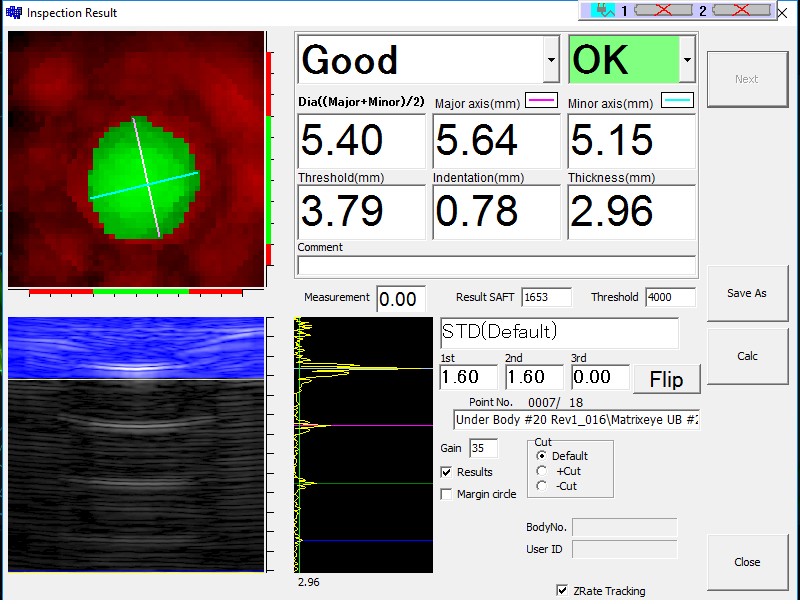 Inspection Result
1 2
Good OK
Next
Dia((Major+Minor)/2) Major axis(mm) Minor axis(mm)
5.40 5.64 5.15
Threshold(mm) Indentation(mm) Thickness(mm)
3.79 0.78 2.96
Comment
Measurement 0.00 Result SAFT 1653 Threshold 4000
Save As
STD(Default)
Calc
1st 2nd 3rd
1.60 1.60 0.00 Flip
Point No. 0007/ 18
Under Body #20 Rev1_016\Matrixeye UB #2
Gain 35
Cut
Default
+Cut
-Cut
Results
Margin circle
BodyNo.
User ID
Close
2.96
ZRate Tracking